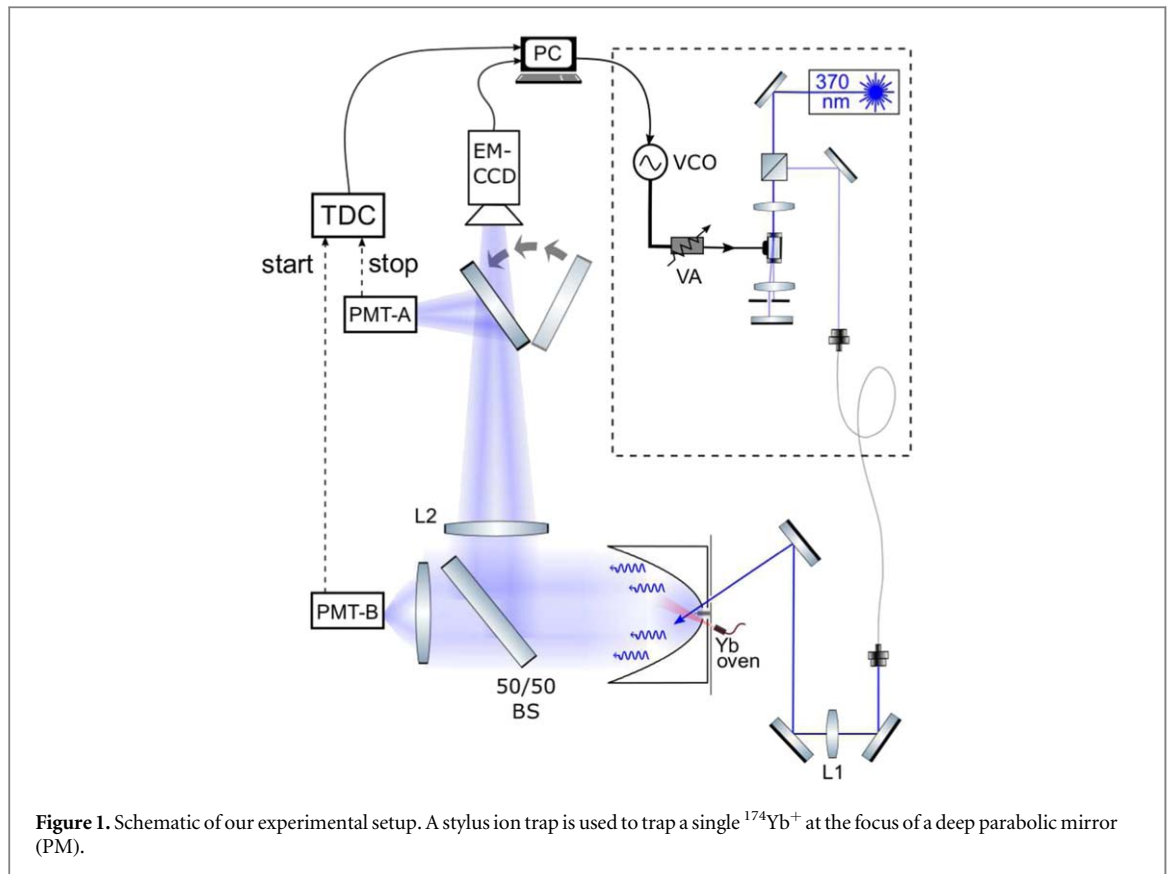 PC
370
nm
EM-
CCD
VCO
TDC
VA
start
stop
PMT-A
L2
PMT-B
Yb
oven
50/50
BS
L1
Figure 1. Schematic of our experimental setup. A stylus ion trap is used to trap a single ¹⁷⁴Yb⁺ at the focus of a deep parabolic mirror
(PM).